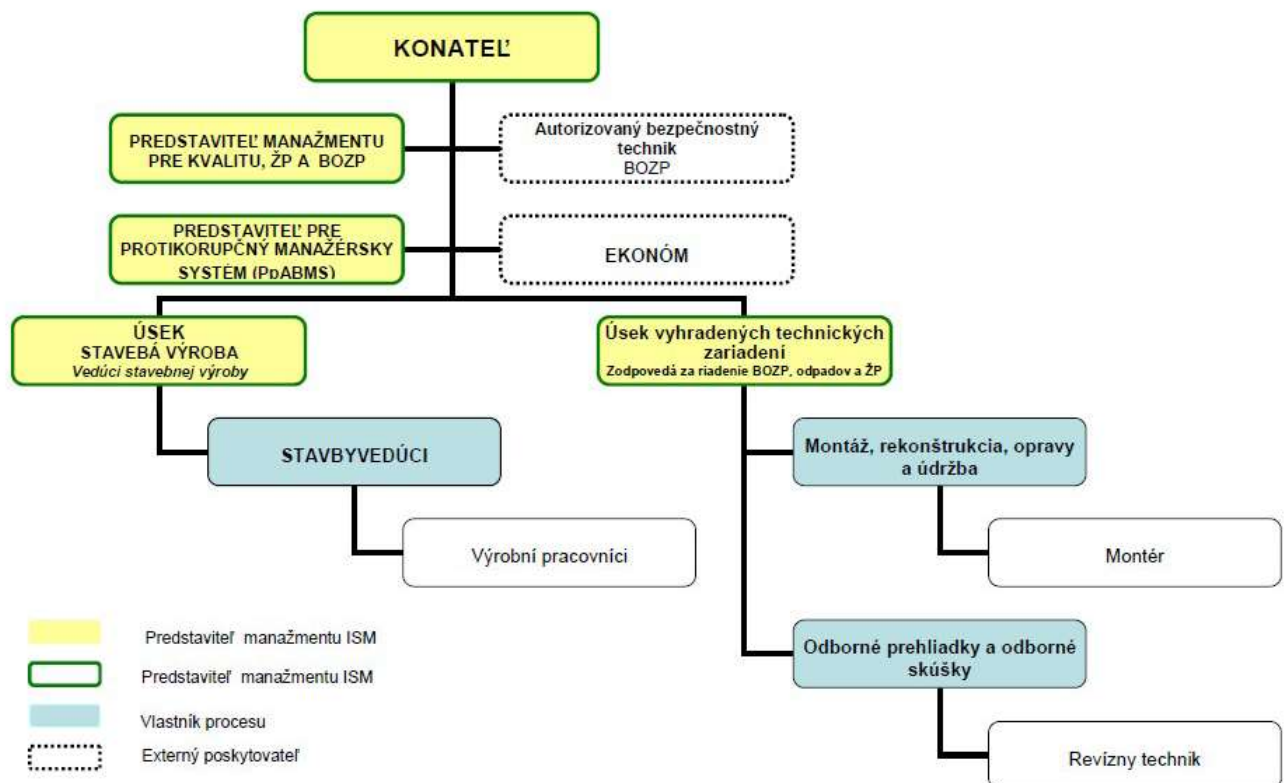 KONATEĽ
PREDSTAVITEĽ MANAŽMENTU
PRE KVALITU, ŽP A BOZP
Autorizovaný bezpečnostný
technik
BOZP
PREDSTAVITEĽ PRE
PROTIKORUPČNÝ MANAŽÉRSKY
SYSTÉM (PpABMS)
EKONÓM
ÚSEK
STAVEBÁ VÝROBA
Vedúci stavebnej výroby
Úsek vyhradených technických
zariadení
Zodpovedá za riadenie BOZP, odpadov a ŽP
STAVBYVEDÚCI
Montáž, rekonštrukcia, opravy
a údržba
Výrobní pracovníci
Montér
Odborné prehliadky a odborné
skúšky
Revízny technik
Predstaviteľ manažmentu ISM
Predstaviteľ manažmentu ISM
Vlastník procesu
Externý poskytovateľ